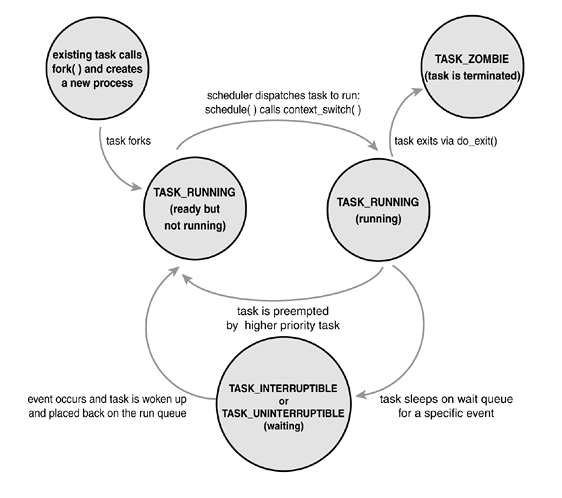 existing task calls
fork( ) and creates
a new process
TASK_ZOMBIE
(task is terminated)
scheduler dispatches task to run:
schedule( ) calls context_switch( )
task forks
task exits via do_exit()
TASK_RUNNING
(ready but
not running)
TASK_RUNNING
(running)
task is preempted
by higher priority task
event occurs and task is woken up
and placed back on the run queue
TASK_INTERRUPTIBLE
or
TASK_UNINTERRUPTIBLE
(waiting)
task sleeps on wait queue
for a specific event